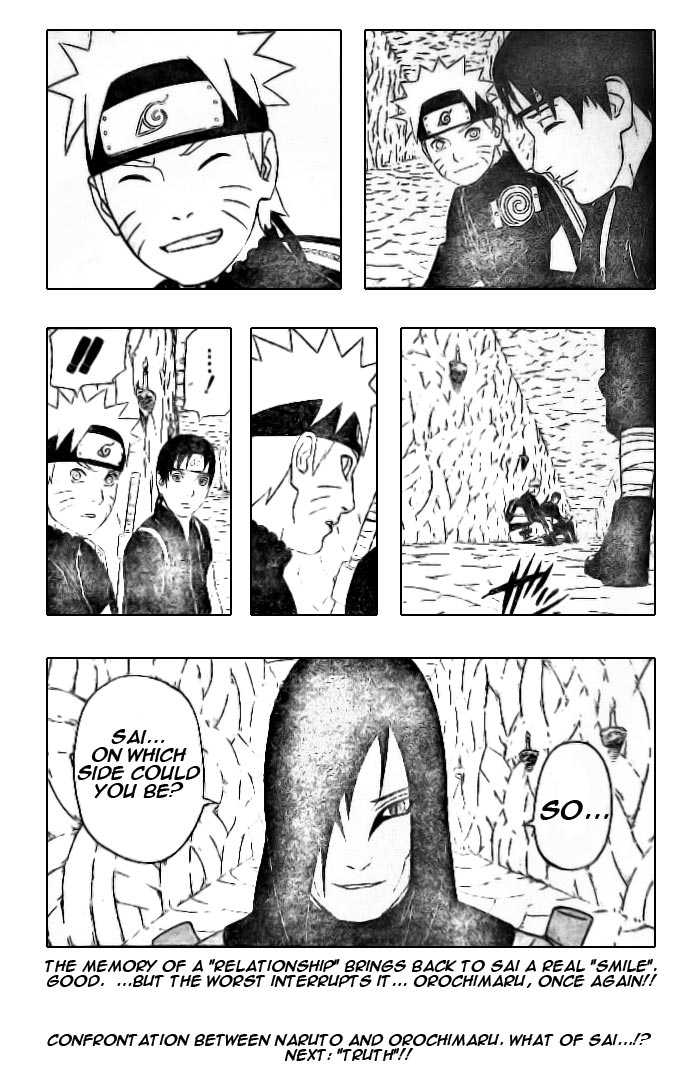 !!
...!
SO...
SAI...
ON WHICH
SIDE COULD
YOU BE?
THE MEMORY OF A "RELATIONSHIP" BRINGS BACK TO SAI A REAL "SMILE".
GOOD. ...BUT THE WORST INTERRUPTS IT... OROCHIMARU, ONCE AGAIN!!
CONFRONTATION BETWEEN NARUTO AND OROCHIMARU. WHAT OF SAI...!?
NEXT: "TRUTH"!!